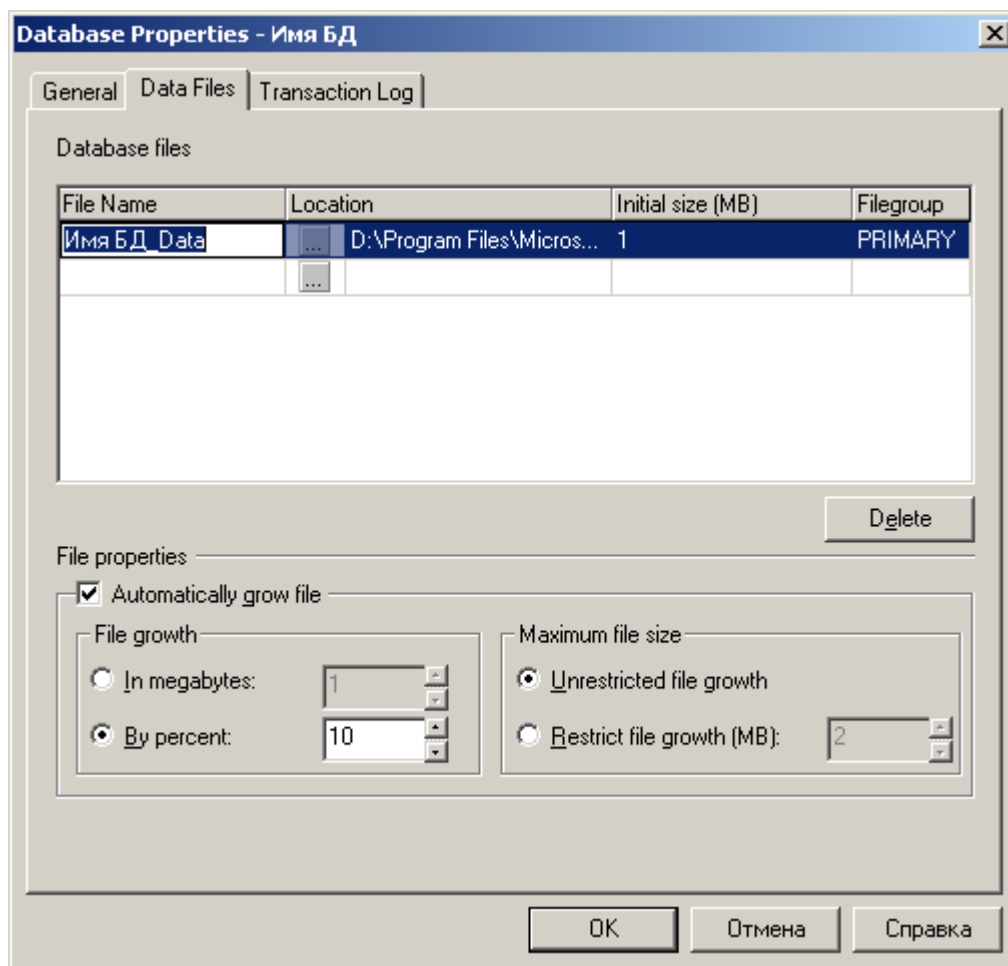 Database Properties - Имя БД
General Data Files Transaction Log
Database files
File Name Location Initial size (MB) Filegroup
Имя БД_Data ... D:\Program Files\Micros... 1 PRIMARY
...
Delete
File properties
Automatically grow file
File growth Maximum file size
In megabytes: 1 Unrestricted file growth
By percent: 10 Restrict file growth (MB): 2
OK Отмена Справка